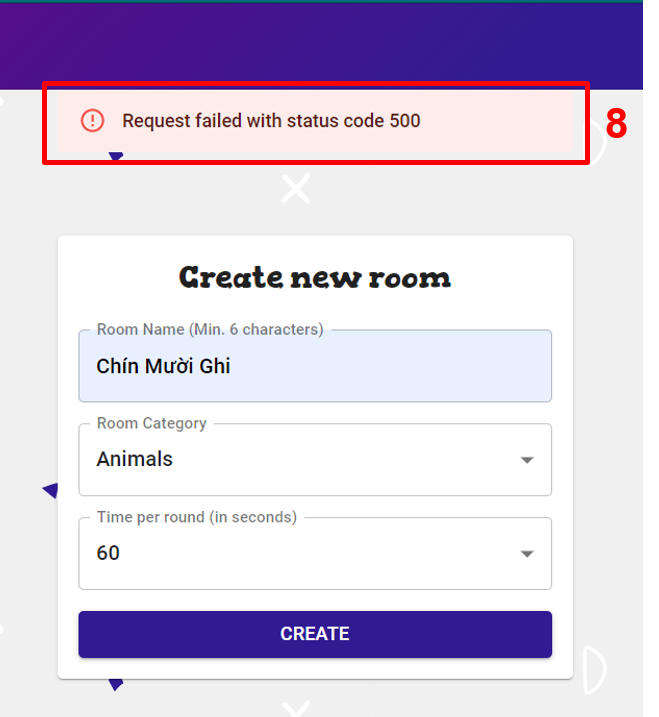 Request failed with status code 500
8
Create new room
Room Name (Min. 6 characters)
Chín Mười Ghi
Room Category
Animals
Time per round (in seconds)
60
CREATE